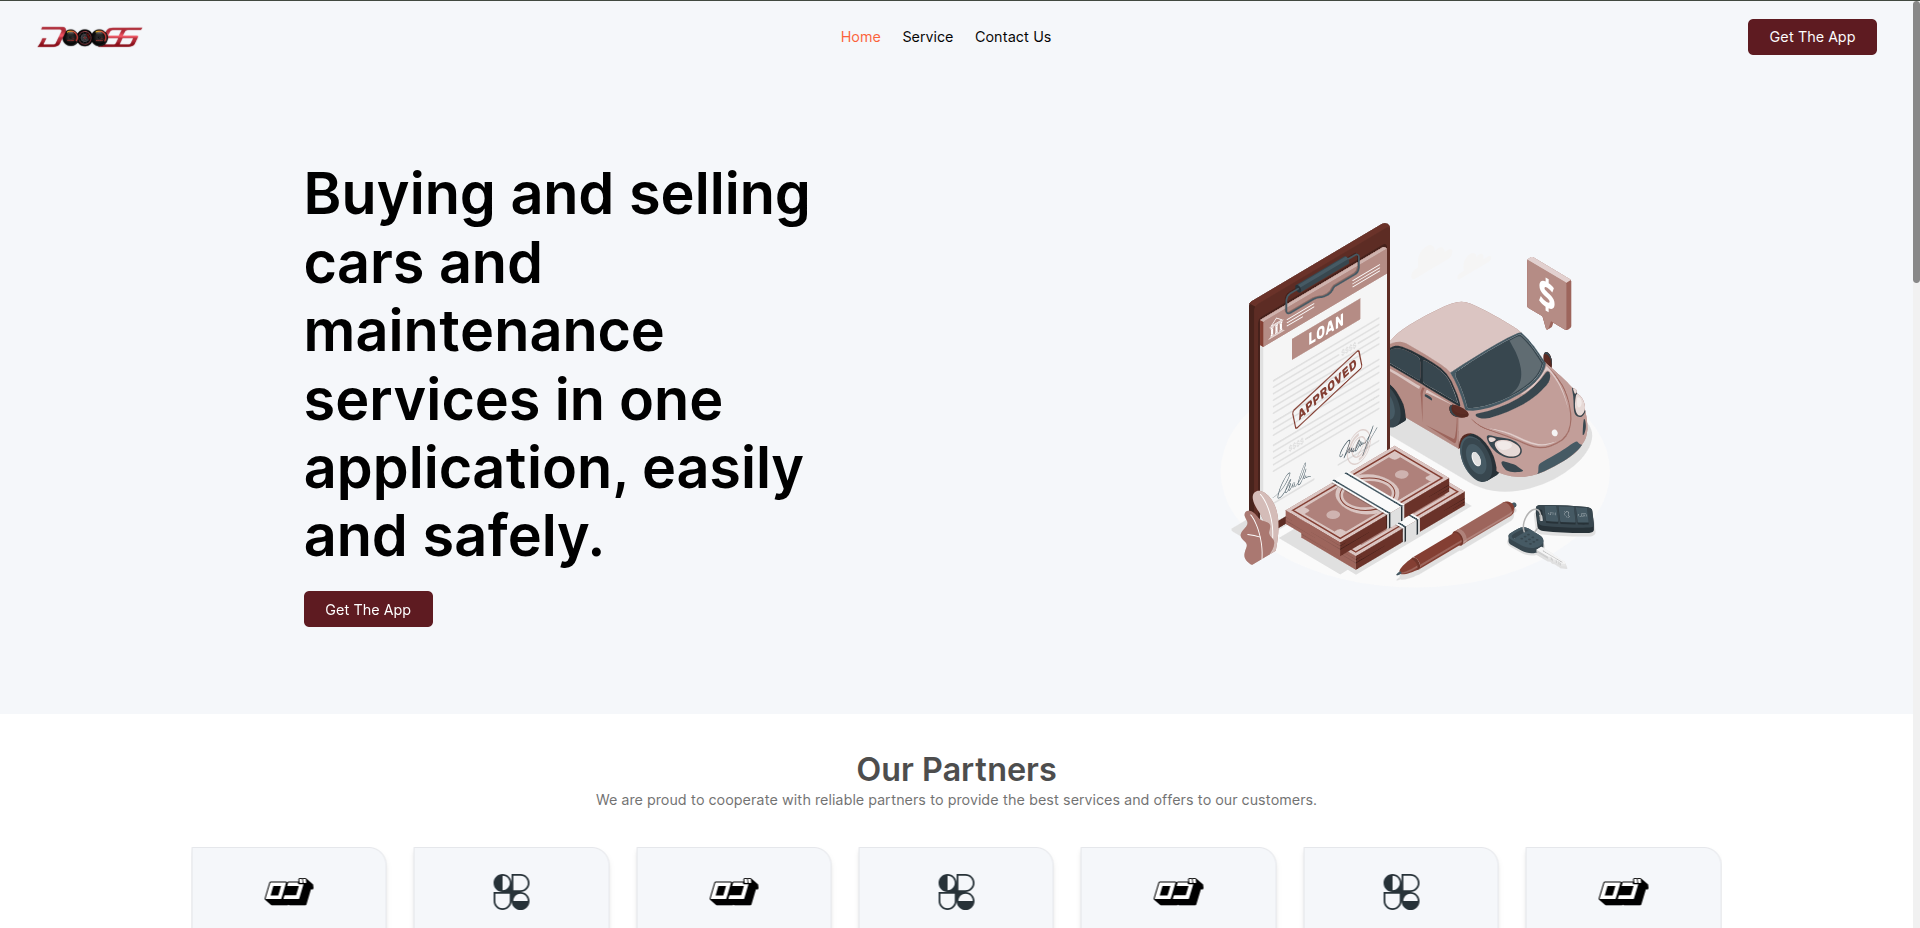 DOOOSS
Home Service Contact Us
Get The App
Buying and selling
cars and
maintenance
services in one
application, easily
and safely.
Get The App
LOAN
APPROVED
$
Our Partners
We are proud to cooperate with reliable partners to provide the best services and offers to our customers.